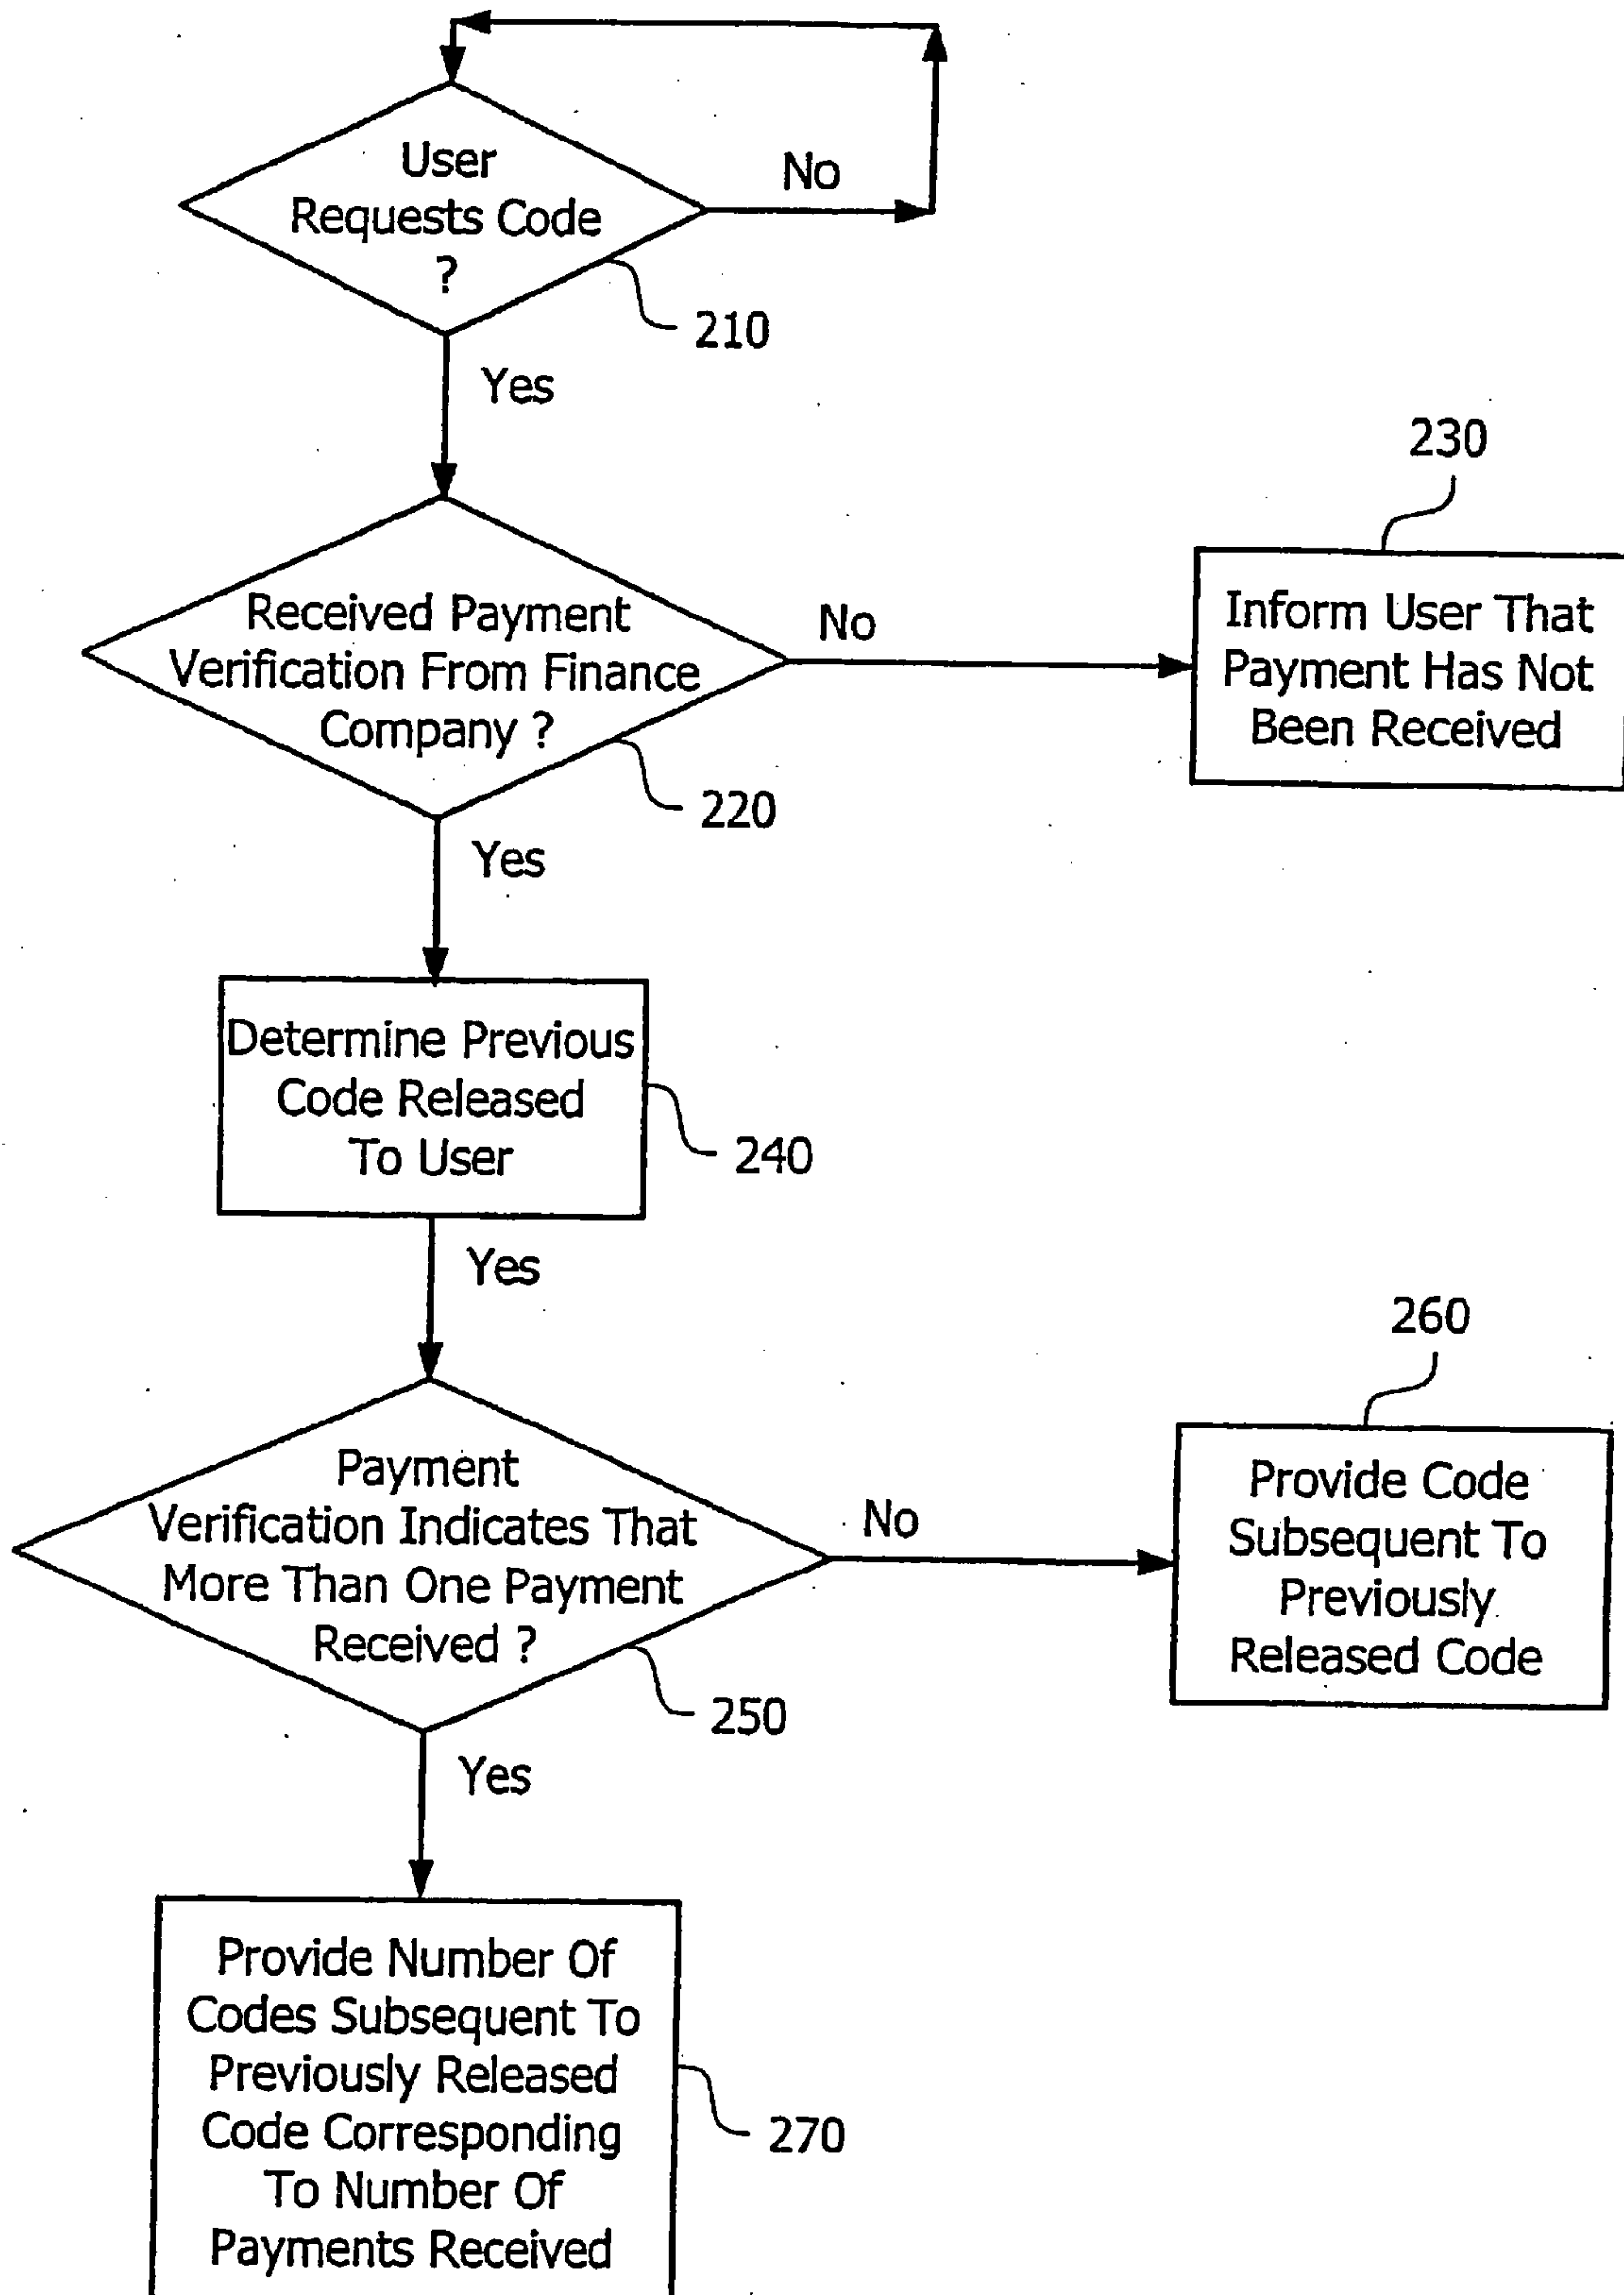 User
Requests Code
?
No
210
Yes
230
Received Payment
Verification From Finance
Company ?
No
Inform User That
Payment Has Not
Been Received
220
Yes
Determine Previous
Code Released
To User
240
Yes
260
Payment
Verification Indicates That
More Than One Payment
Received ?
No
Provide Code
Subsequent To
Previously
Released Code
250
Yes
Provide Number Of
Codes Subsequent To
Previously Released
Code Corresponding
To Number Of
Payments Received
270